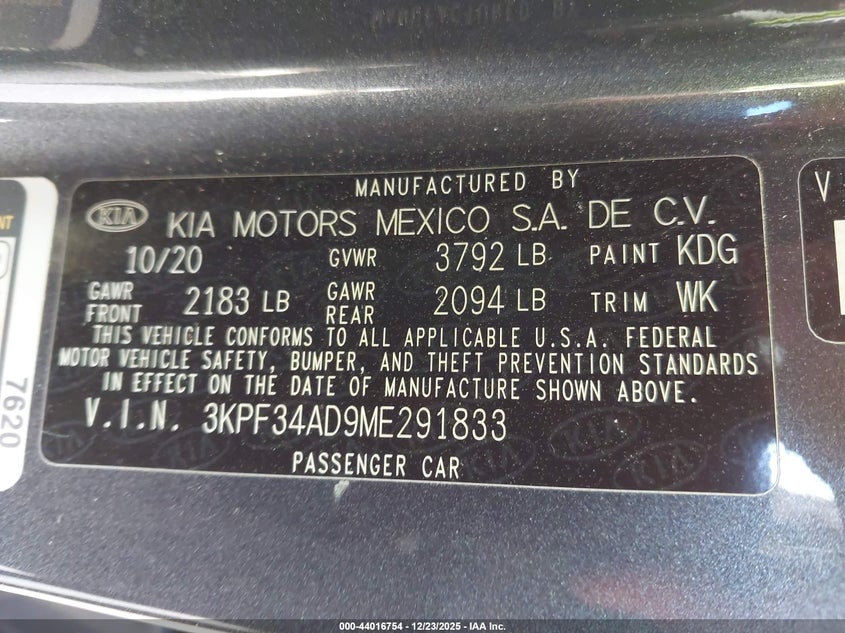 MANUFACTURED BY
KIA KIA MOTORS MEXICO S.A. DE C.V.
10/20 GVWR 3792 LB PAINT KDG
GAWR FRONT 2183 LB GAWR REAR 2094 LB TRIM WK
THIS VEHICLE CONFORMS TO ALL APPLICABLE U.S.A. FEDERAL
MOTOR VEHICLE SAFETY, BUMPER, AND THEFT PREVENTION STANDARDS
IN EFFECT ON THE DATE OF MANUFACTURE SHOWN ABOVE.
V.I.N. 3KPF34AD9ME291833
PASSENGER CAR
7620
V
000-44016754 - 12/23/2025 - IAA Inc.